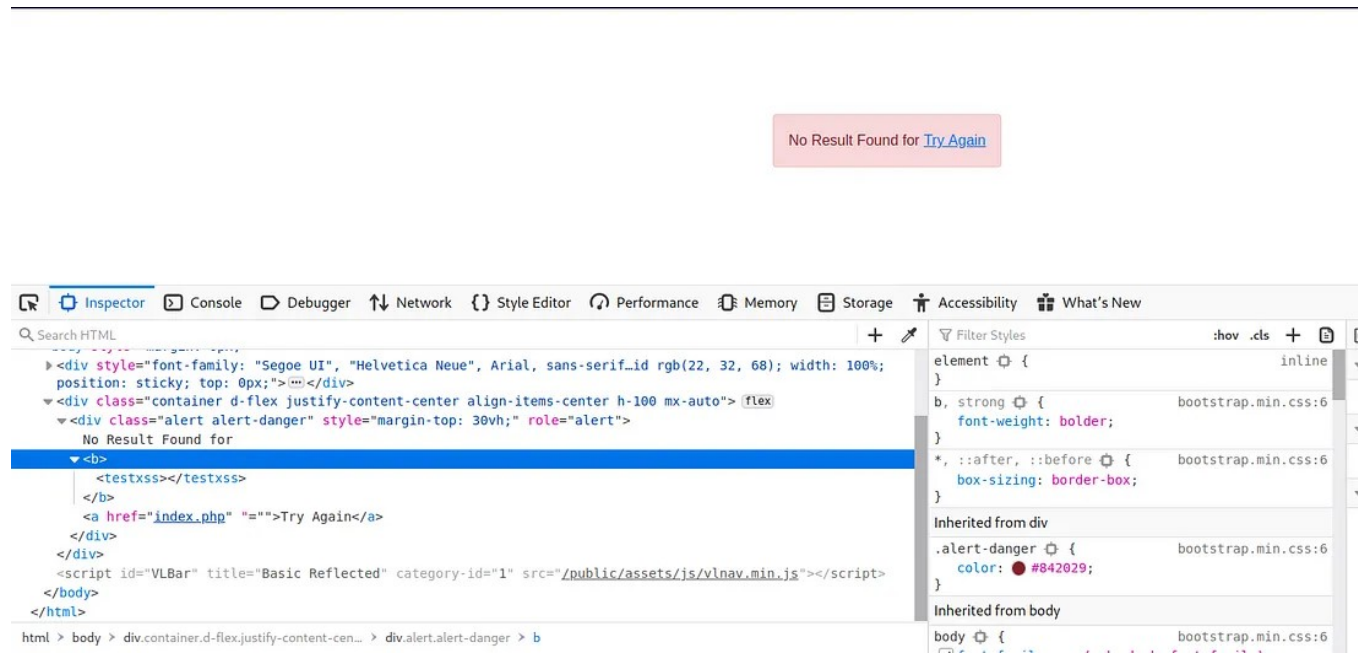 No Result Found for Try Again
Inspector Console Debugger Network Style Editor Performance Memory Storage Accessibility What's New
Search HTML
<div style="font-family: "Segoe UI", "Helvetica Neue", Arial, sans-serif…id rgb(22, 32, 68); width: 100%;
position: sticky; top: 0px;"></div>
<div class="container d-flex justify-content-center align-items-center h-100 mx-auto"> flex
<div class="alert alert-danger" style="margin-top: 30vh;" role="alert">
No Result Found for
<b>
<testxss></testxss>
</b>
<a href="index.php" "="">Try Again</a>
</div>
</div>
<script id="VLBar" title="Basic Reflected" category-id="1" src="/public/assets/js/vlnav.min.js"></script>
</body>
</html>
html > body > div.container.d-flex.justify-content-cen… > div.alert.alert-danger > b
Filter Styles :hov .cls
element { inline
}
b, strong { bootstrap.min.css:6
font-weight: bolder;
}
*, ::after, ::before { bootstrap.min.css:6
box-sizing: border-box;
}
Inherited from div
.alert-danger { bootstrap.min.css:6
color: #842029;
}
Inherited from body
body { bootstrap.min.css:6